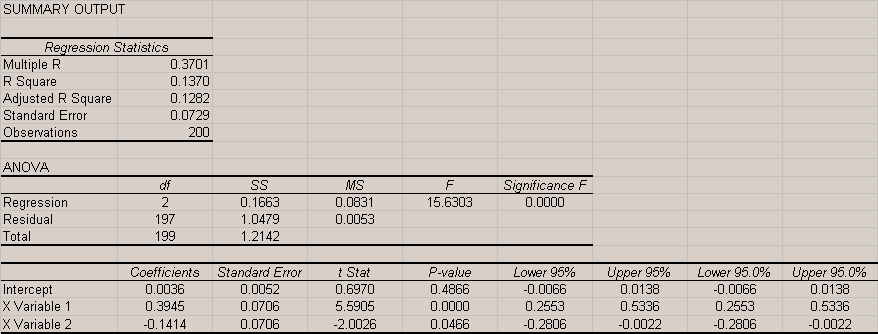 SUMMARY OUTPUT
Regression Statistics
Multiple R 0.3701
R Square 0.1370
Adjusted R Square 0.1282
Standard Error 0.0729
Observations 200
ANOVA
df SS MS F Significance F
Regression 2 0.1663 0.0831 15.6303 0.0000
Residual 197 1.0479 0.0053
Total 199 1.2142
Coefficients Standard Error t Stat P-value Lower 95% Upper 95% Lower 95.0% Upper 95.0%
Intercept 0.0036 0.0052 0.6970 0.4866 -0.0066 0.0138 -0.0066 0.0138
X Variable 1 0.3945 0.0706 5.5905 0.0000 0.2553 0.5336 0.2553 0.5336
X Variable 2 -0.1414 0.0706 -2.0026 0.0466 -0.2806 -0.0022 -0.2806 -0.0022